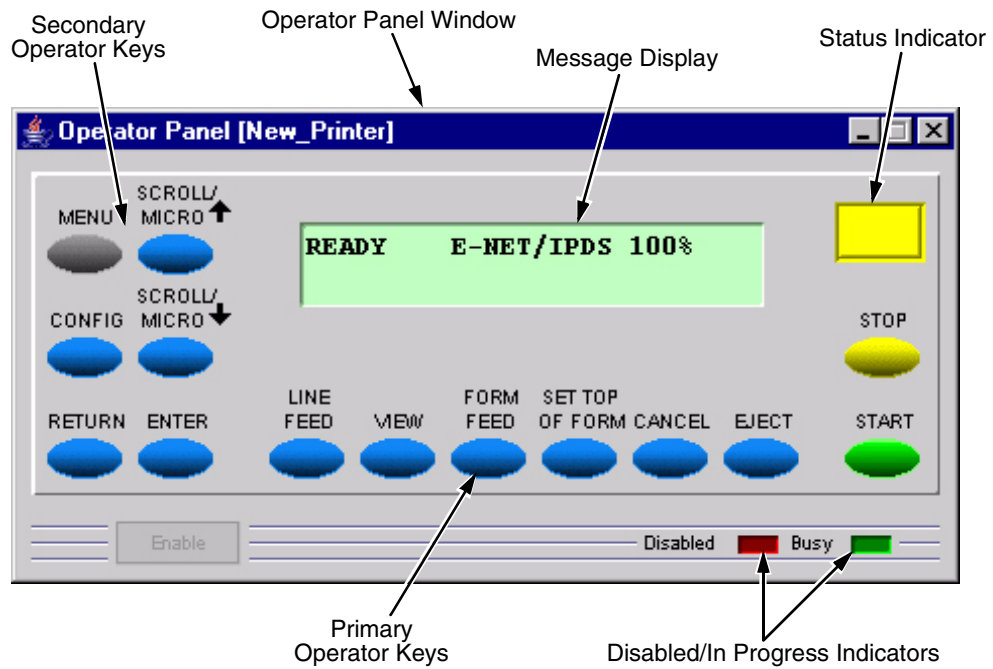 Secondary
Operator Keys
Operator Panel Window
Message Display
Status Indicator
Operator Panel [New_Printer]
MENU
SCROLL/
MICRO
READY E-NET/IPDS 100%
CONFIG
SCROLL/
MICRO
STOP
RETURN
ENTER
LINE
FEED
VIEW
FORM
FEED
SET TOP
OF FORM
CANCEL
EJECT
START
Enable
Disabled
Busy
Primary
Operator Keys
Disabled/In Progress Indicators